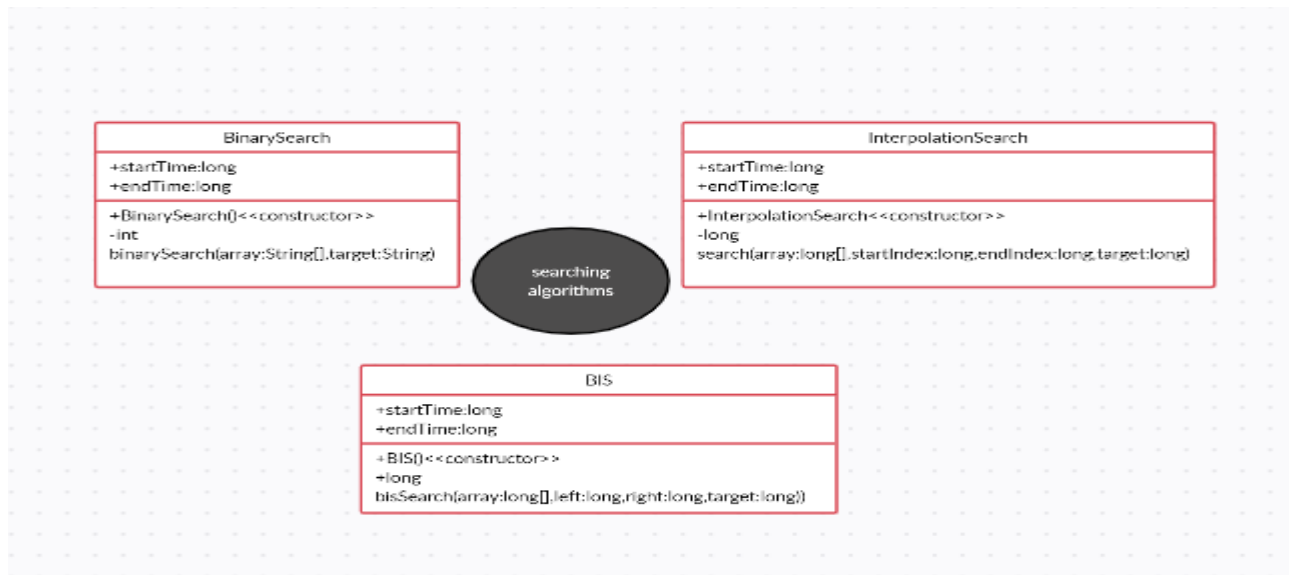 BinarySearch
+startTime:long
+endTime:long
+BinarySearch()<<constructor>>
-int
binarySearch(array:String[],target:String)
InterpolationSearch
+startTime:long
+endTime:long
+InterpolationSearch<<constructor>>
-long
search(array:long[],startIndex:long,endIndex:long,target:long)
searching
algorithms
BIS
+startTime:long
+endTime:long
+BIS()<<constructor>>
+long
bisSearch(array:long[],left:long,right:long,target:long))